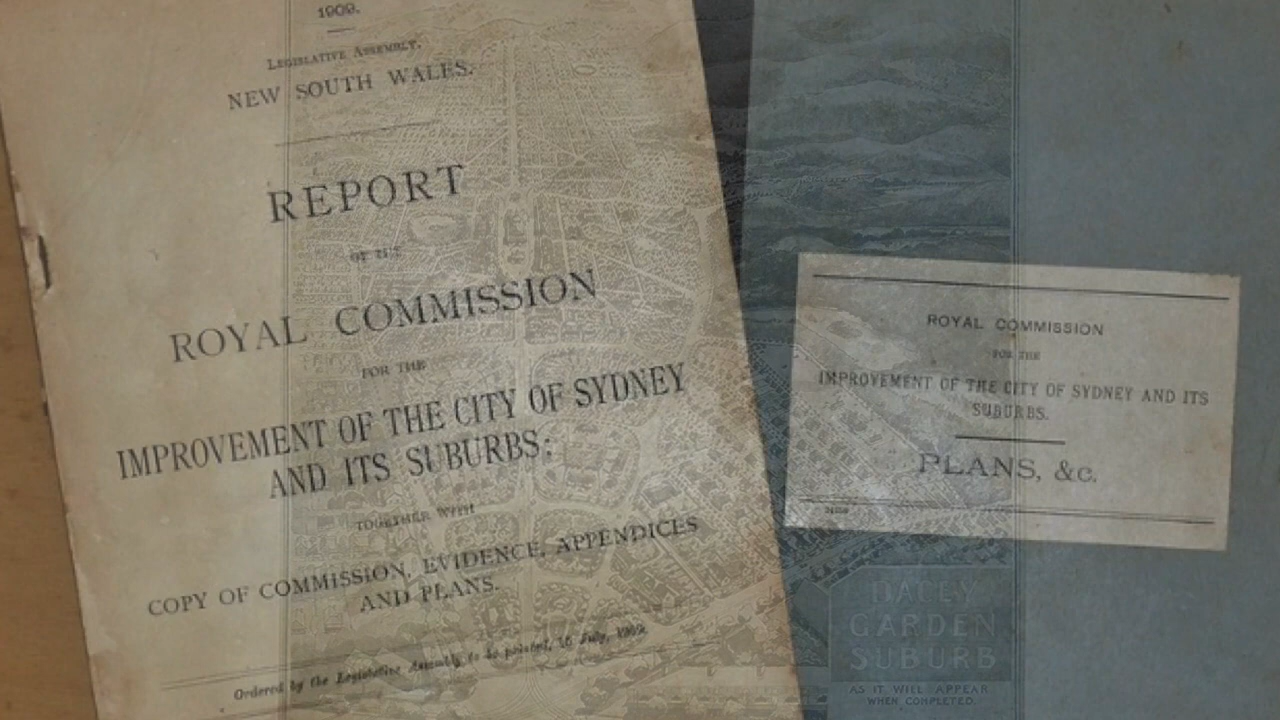 1909.
LEGISLATIVE ASSEMBLY.
NEW SOUTH WALES.
REPORT
OF THE
ROYAL COMMISSION
FOR THE
IMPROVEMENT OF THE CITY OF SYDNEY
AND ITS SUBURBS;
TOGETHER WITH
COPY OF COMMISSION, EVIDENCE, APPENDICES
AND PLANS.
Ordered by the Legislative Assembly to be printed, 16 July, 1909.
ROYAL COMMISSION
FOR THE
IMPROVEMENT OF THE CITY OF SYDNEY AND ITS
SUBURBS.
PLANS, &c.
DACEY
GARDEN
SUBURB
AS IT WILL APPEAR
WHEN COMPLETED.